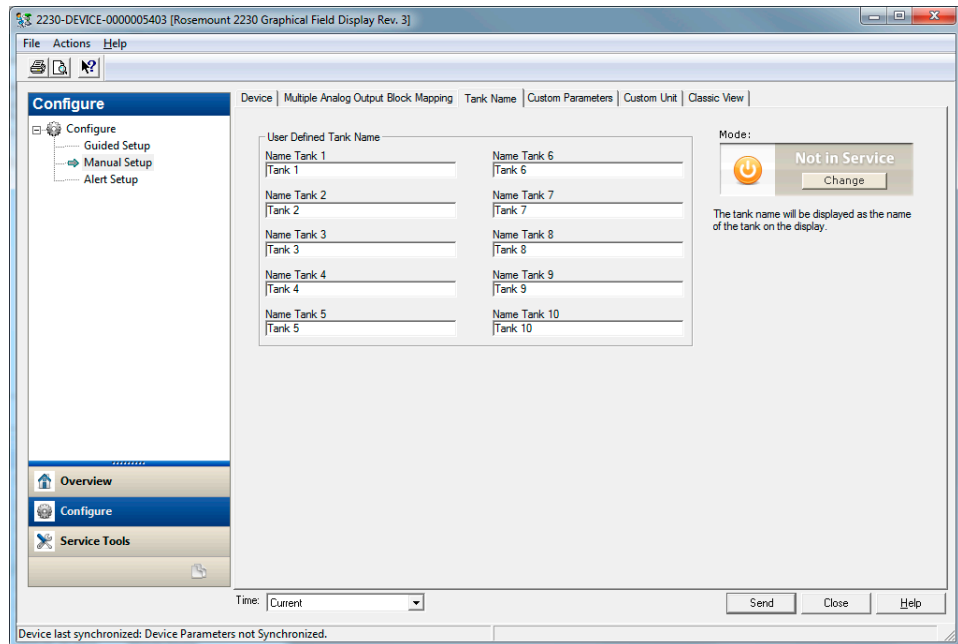 2230-DEVICE-0000005403 [Rosemount 2230 Graphical Field Display Rev. 3]
File Actions Help
Configure
Configure
Guided Setup
Manual Setup
Alert Setup
Overview
Configure
Service Tools
Device Multiple Analog Output Block Mapping Tank Name Custom Parameters Custom Unit Classic View
User Defined Tank Name
Name Tank 1
Tank 1
Name Tank 2
Tank 2
Name Tank 3
Tank 3
Name Tank 4
Tank 4
Name Tank 5
Tank 5
Name Tank 6
Tank 6
Name Tank 7
Tank 7
Name Tank 8
Tank 8
Name Tank 9
Tank 9
Name Tank 10
Tank 10
Mode:
Not in Service
Change
The tank name will be displayed as the name
of the tank on the display.
Time: Current
Send Close Help
Device last synchronized: Device Parameters not Synchronized.